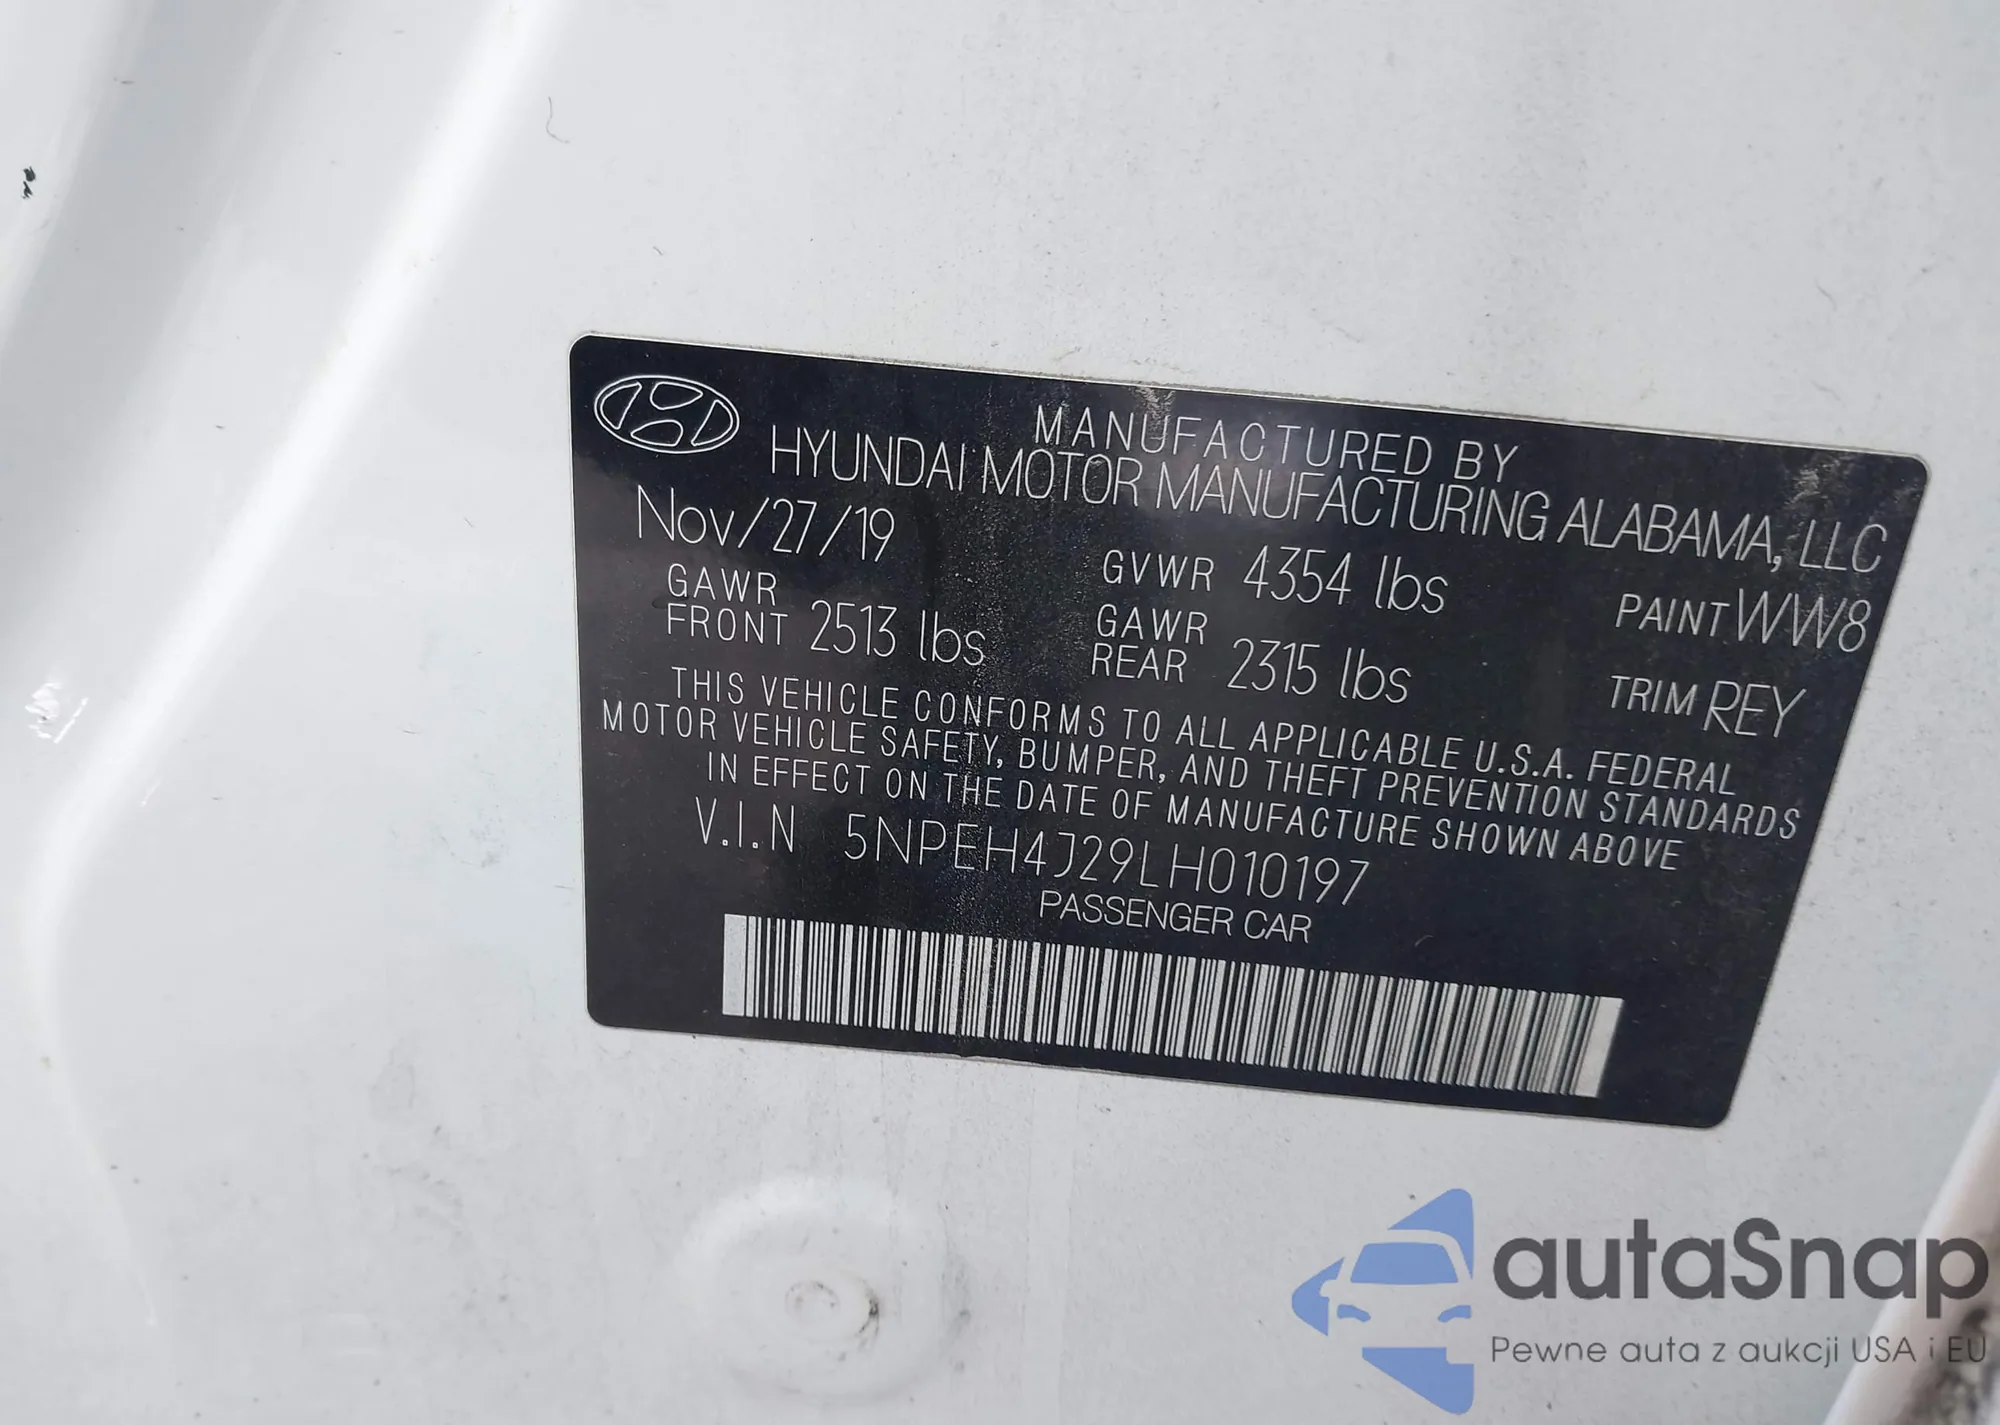 MANUFACTURED BY
HYUNDAI MOTOR MANUFACTURING ALABAMA, LLC
Nov/27/19
GVWR 4354 lbs
PAINT WW8
GAWR
FRONT 2513 lbs
GAWR
REAR 2315 lbs
TRIM REY
THIS VEHICLE CONFORMS TO ALL APPLICABLE U.S.A. FEDERAL
MOTOR VEHICLE SAFETY, BUMPER, AND THEFT PREVENTION STANDARDS
IN EFFECT ON THE DATE OF MANUFACTURE SHOWN ABOVE
V.I.N 5NPEH4J29LH010197
PASSENGER CAR
autaSnap
Pewne auta z aukcji USA i EU